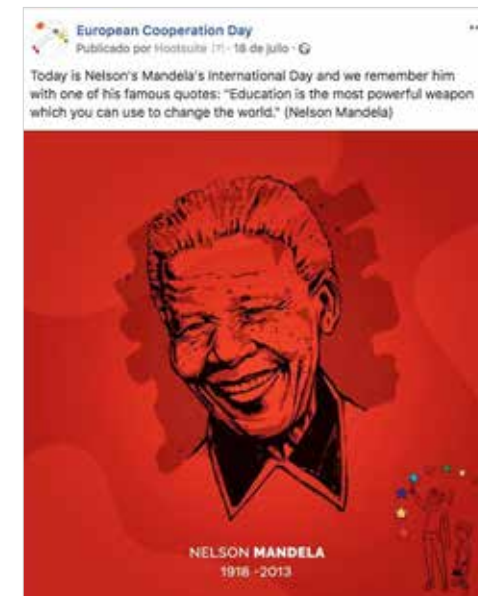 European Cooperation Day
Publicado por Hootsuite [?] · 18 de julio ·
Today is Nelson's Mandela's International Day and we remember him
with one of his famous quotes: "Education is the most powerful weapon
which you can use to change the world." (Nelson Mandela)
NELSON MANDELA
1918 -2013